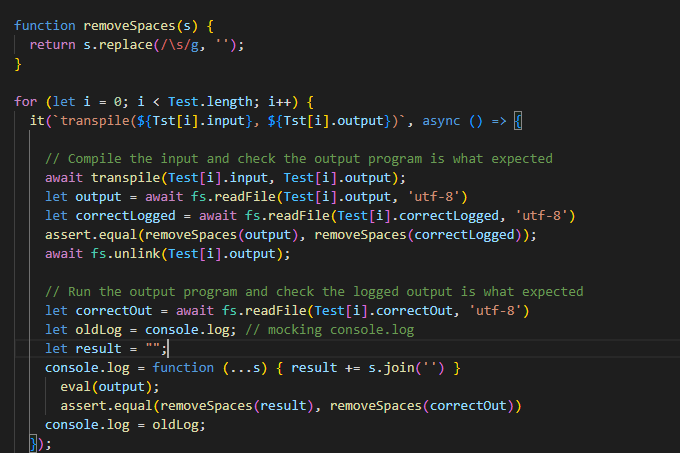 function removeSpaces(s) {
return s.replace(/\s/g, '');
}
for (let i = 0; i < Test.length; i++) {
it(`transpile(${Tst[i].input}, ${Tst[i].output})`, async () => {
// Compile the input and check the output program is what expected
await transpile(Test[i].input, Test[i].output);
let output = await fs.readFile(Test[i].output, 'utf-8')
let correctLogged = await fs.readFile(Test[i].correctLogged, 'utf-8')
assert.equal(removeSpaces(output), removeSpaces(correctLogged));
await fs.unlink(Test[i].output);
// Run the output program and check the logged output is what expected
let correctOut = await fs.readFile(Test[i].correctOut, 'utf-8')
let oldLog = console.log; // mocking console.log
let result = "";
console.log = function (...s) { result += s.join('') }
eval(output);
assert.equal(removeSpaces(result), removeSpaces(correctOut))
console.log = oldLog;
});